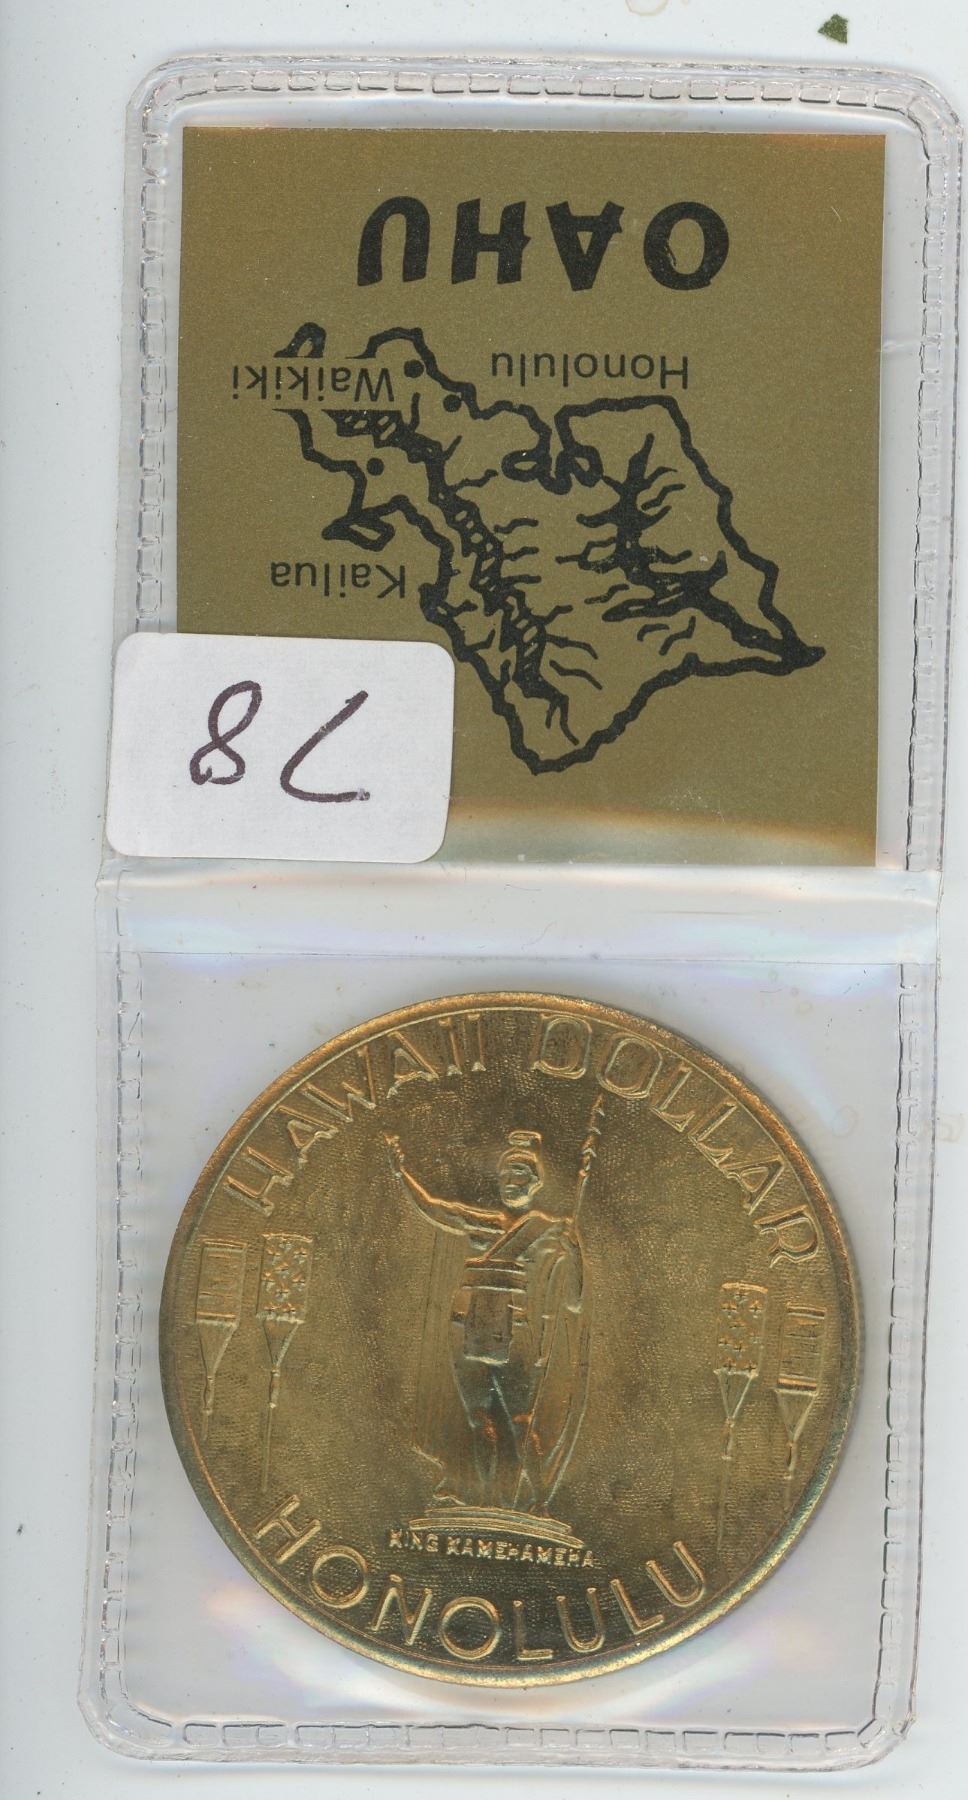 Kailua
Honolulu
Waikiki
OAHU
78
HAWAII DOLLAR
KING KAMEHAMEHA
HONOLULU